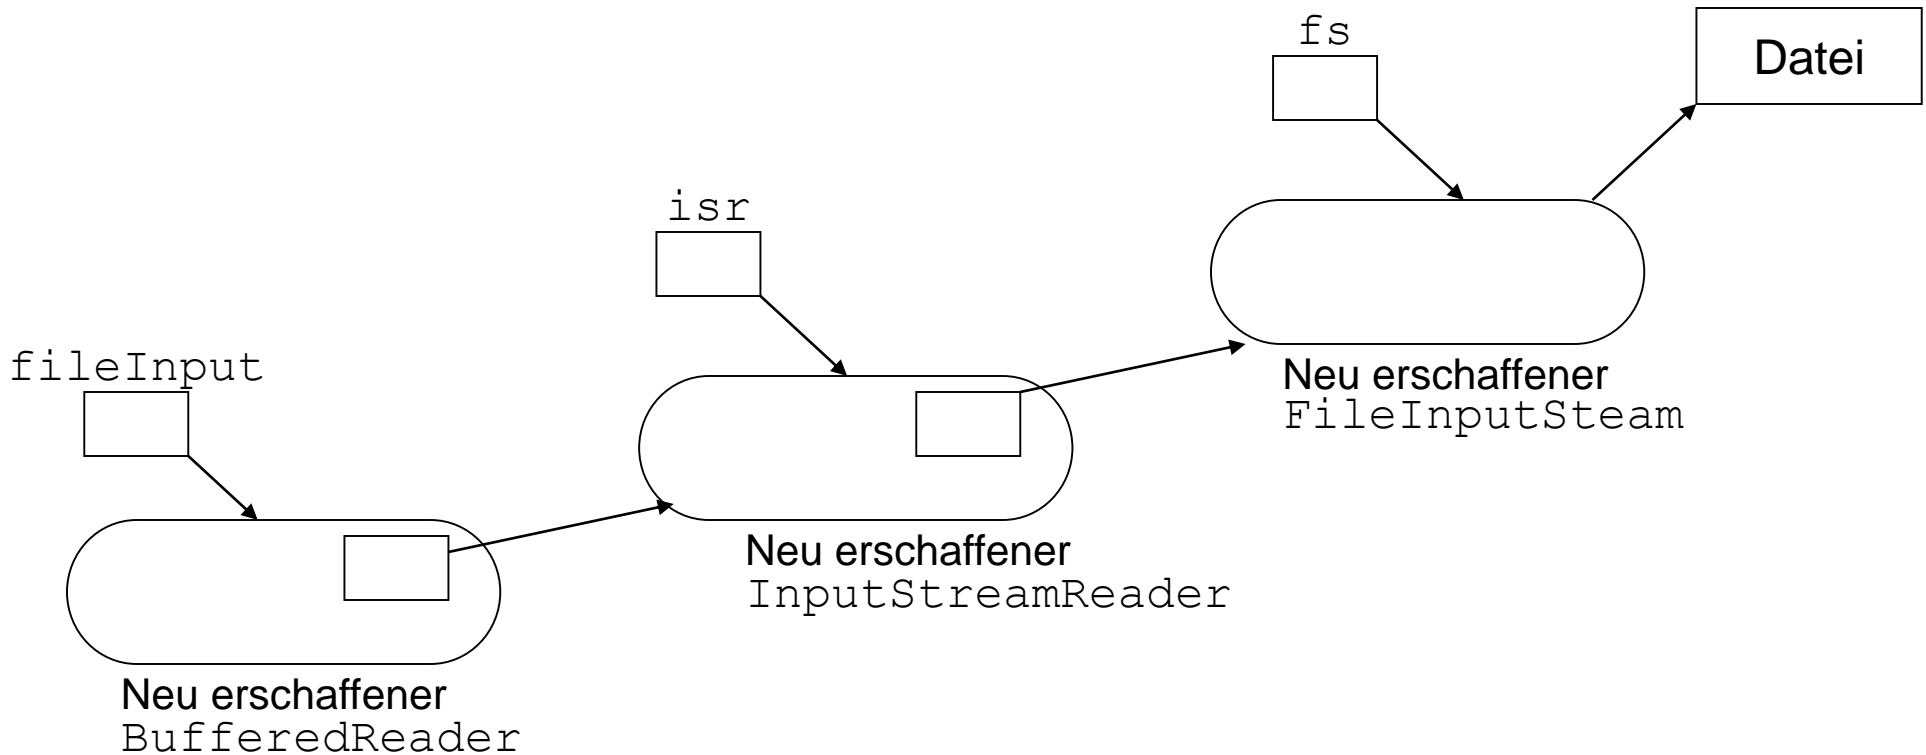 fs
Datei
isr
fileInput
Neu erschaffener
FileInputSteam
Neu erschaffener
InputStreamReader
Neu erschaffener
BufferedReader